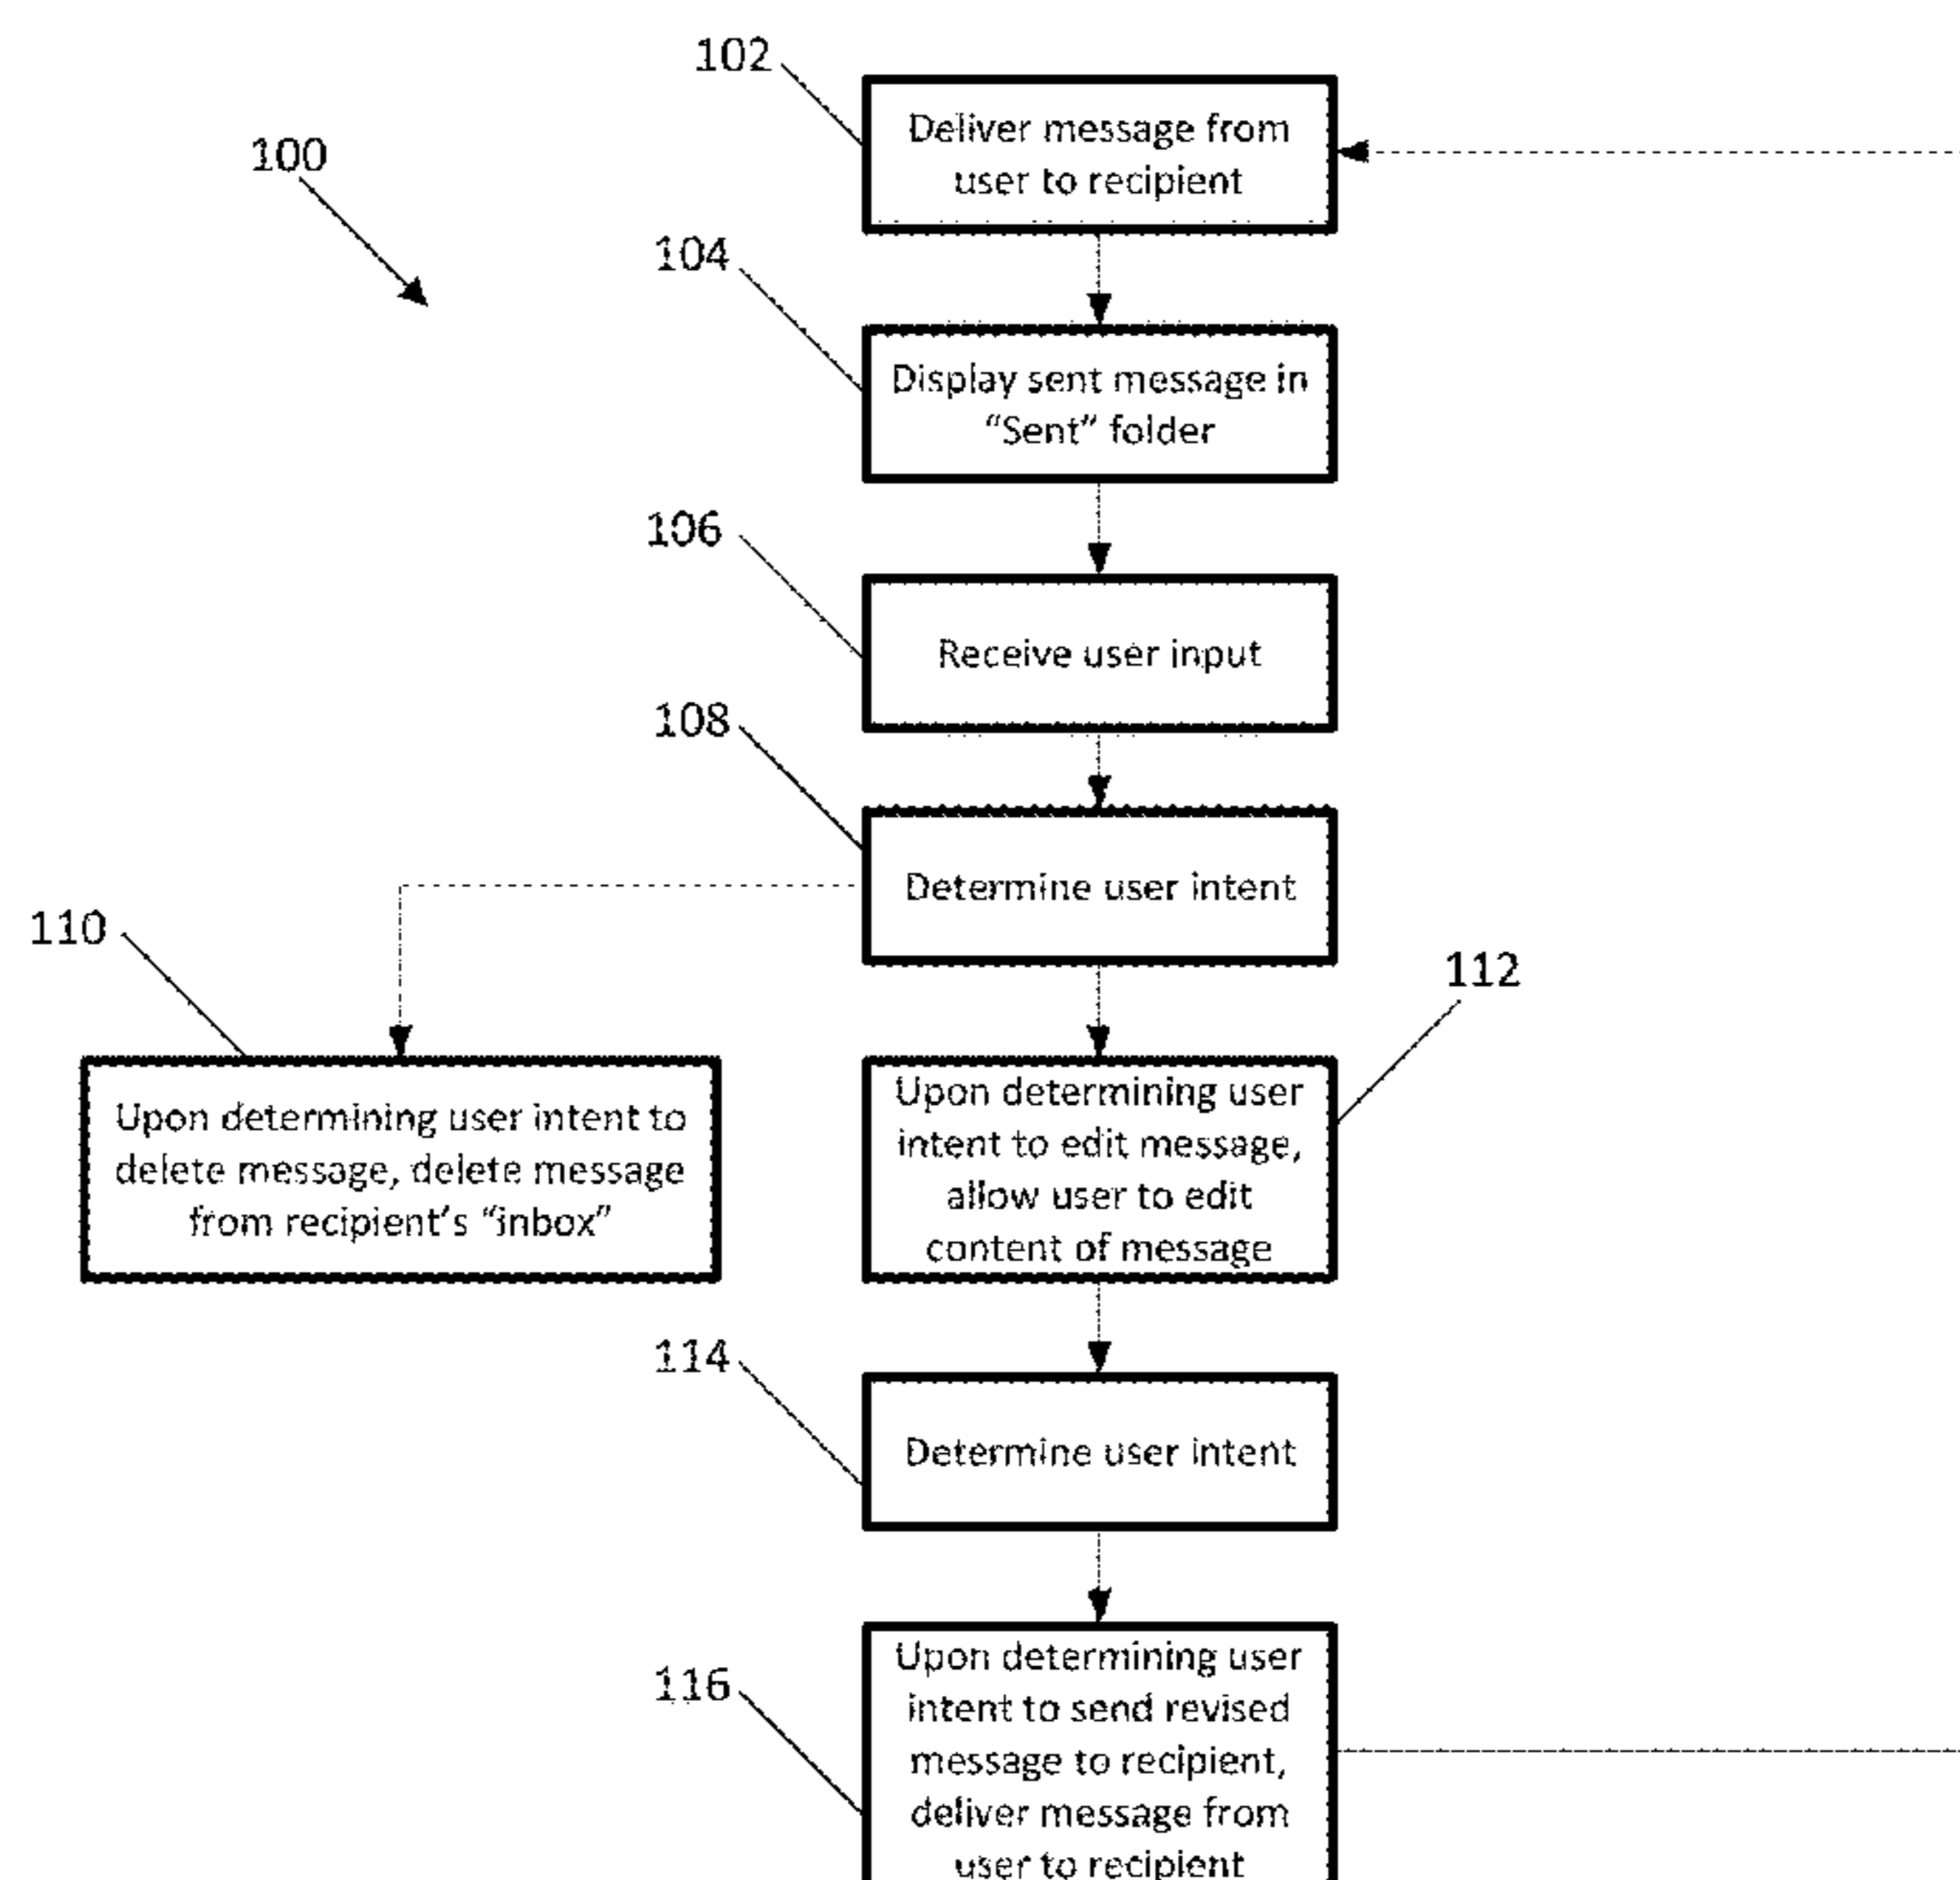 102
Deliver message from
user to recipient
100
104
Display sent message in
“Sent” folder
106
Receive user input
108
Determine user intent
110
112
Upon determining user intent to
delete message, delete message
from recipient’s “inbox”
Upon determining user
intent to edit message,
allow user to edit
content of message
114
Determine user intent
116
Upon determining user
intent to send revised
message to recipient,
deliver message from
user to recipient